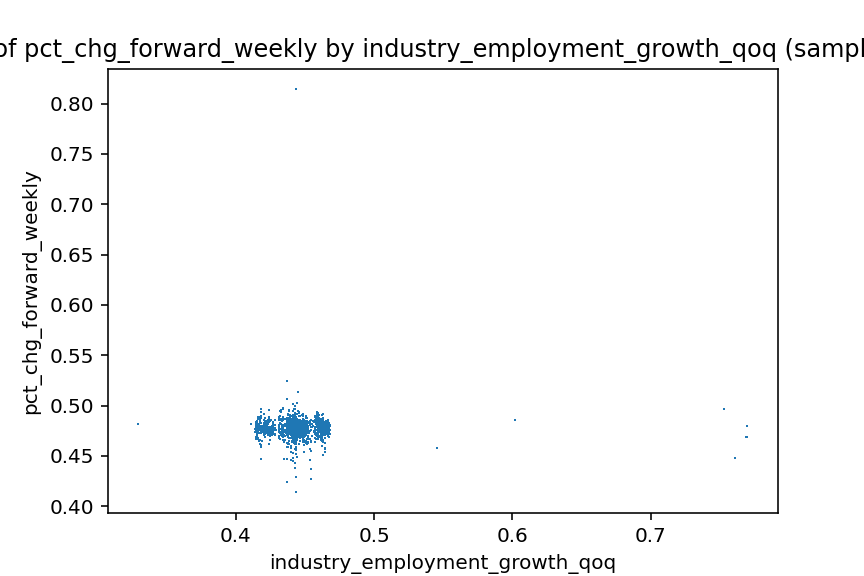 of pct_chg_forward_weekly by industry_employment_growth_qoq (sampl
0.80
0.75
0.70
0.65
0.60
0.55
0.50
0.45
0.40
pct_chg_forward_weekly
0.4 0.5 0.6 0.7
industry_employment_growth_qoq